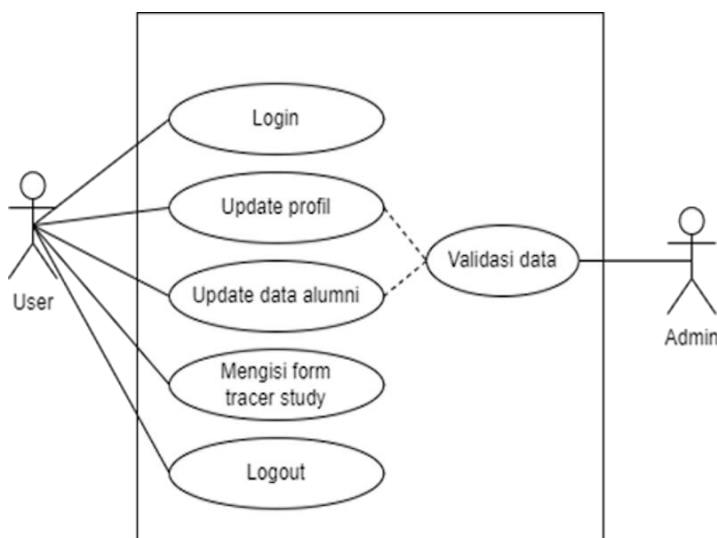 Login
Update profil
Validasi data
User
Update data alumni
Admin
Mengisi form
tracer study
Logout